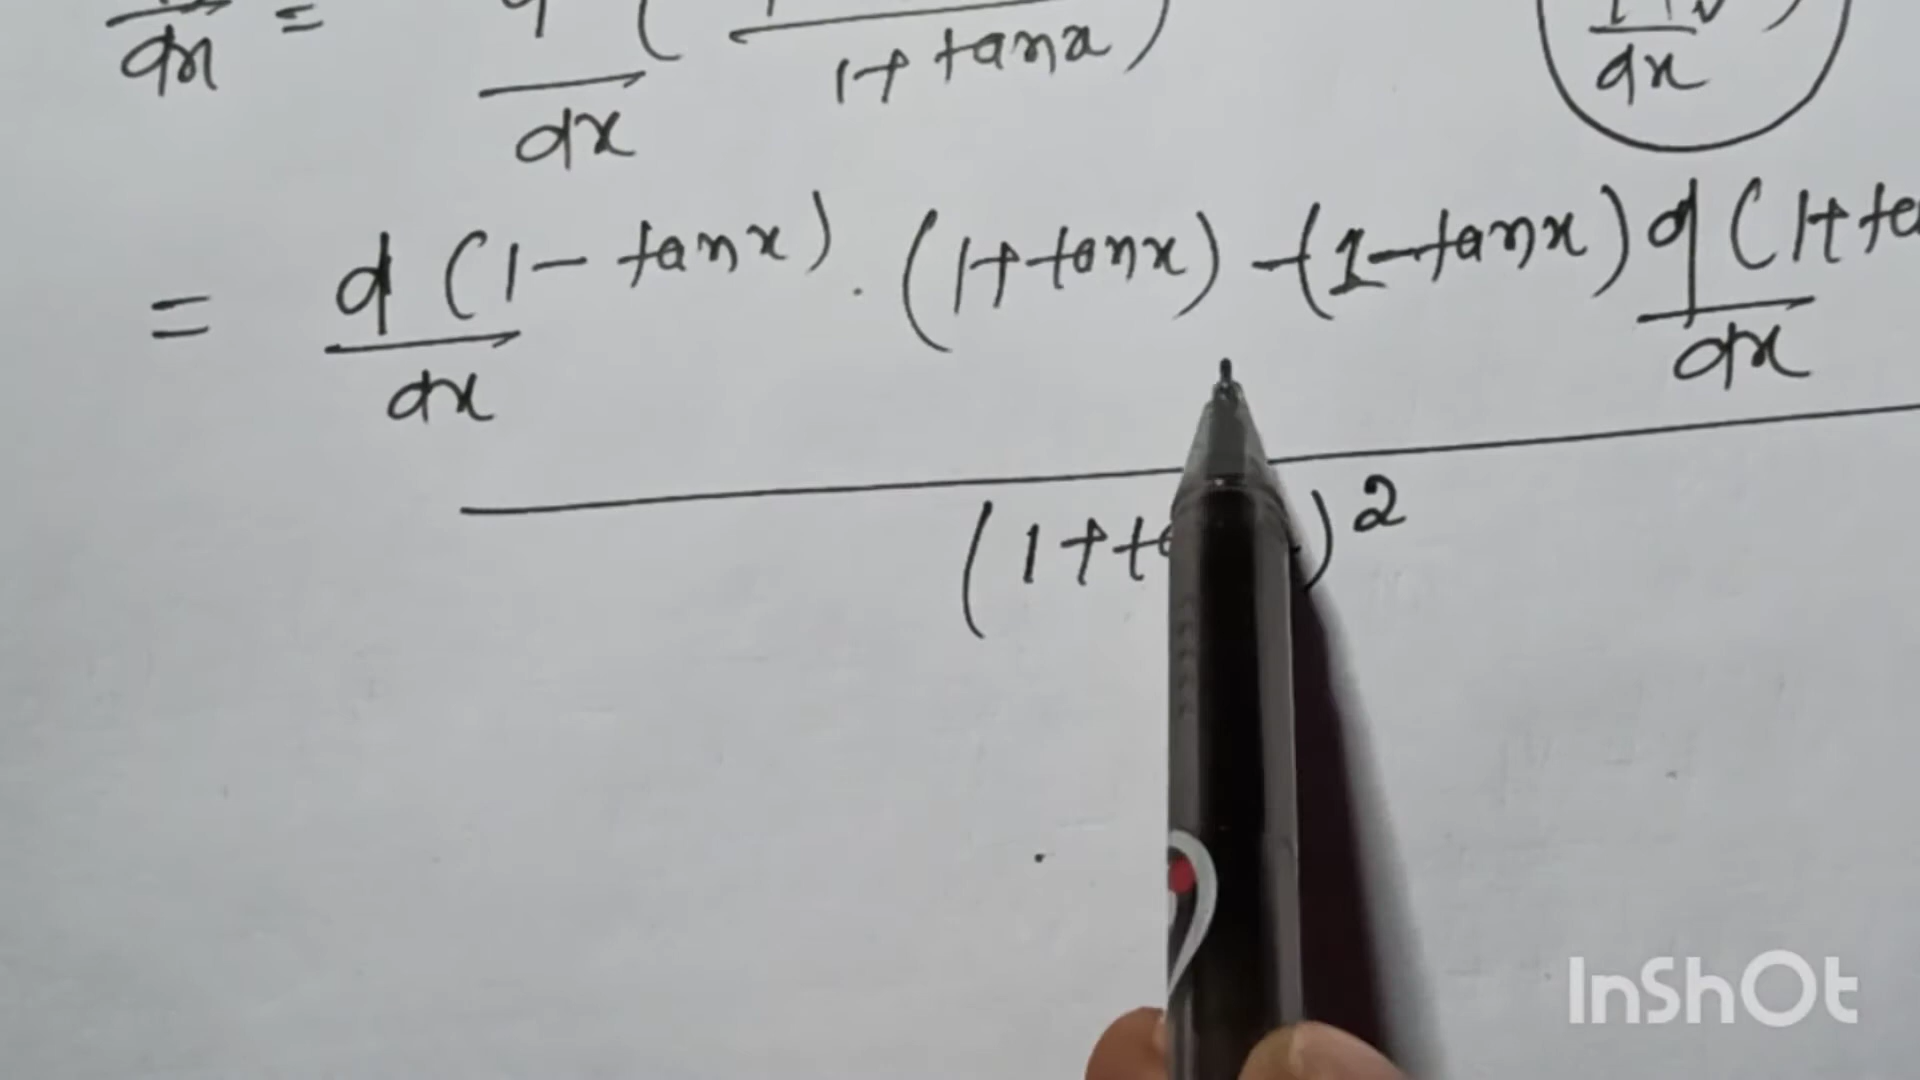 dx = d/dx ( / 1+ tanx)
dx
= d/dx (1 - tanx) . (1+ tanx) - (1 - tanx) d/dx (1+ta
(1+t )2
InShOt